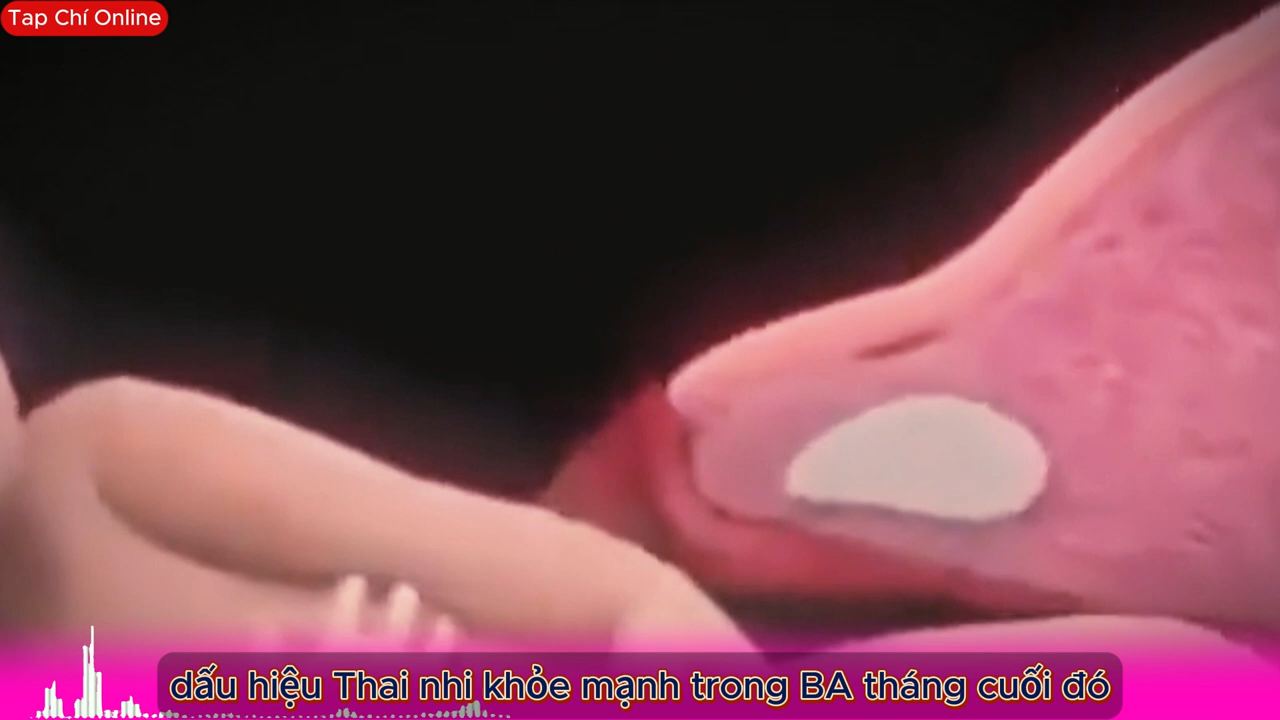 Tap Chí Online
dấu hiệu Thai nhi khỏe mạnh trong BA tháng cuối đó